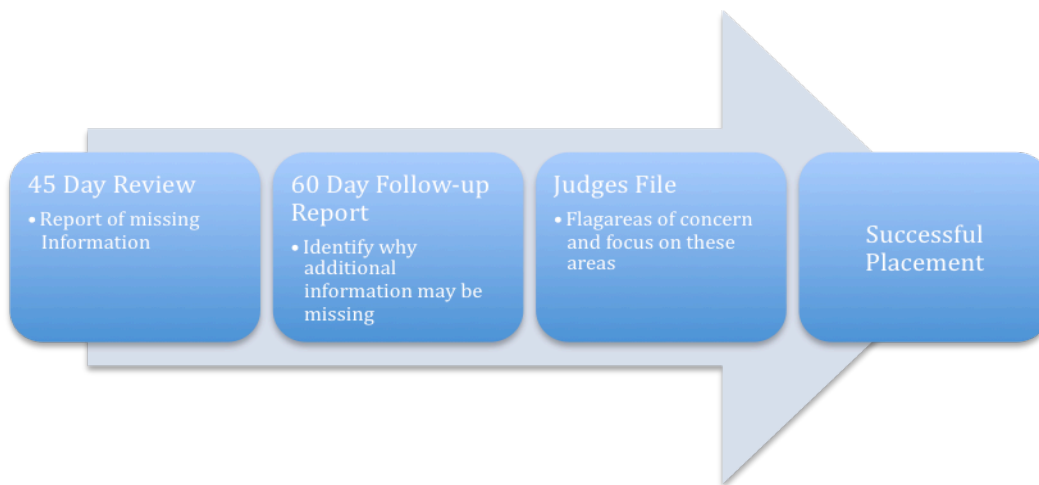 45 Day Review
• Report of missing
Information
60 Day Follow-up
Report
• Identify why
additional
information may be
missing
Judges File
• Flagareas of concern
and focus on these
areas
Successful
Placement